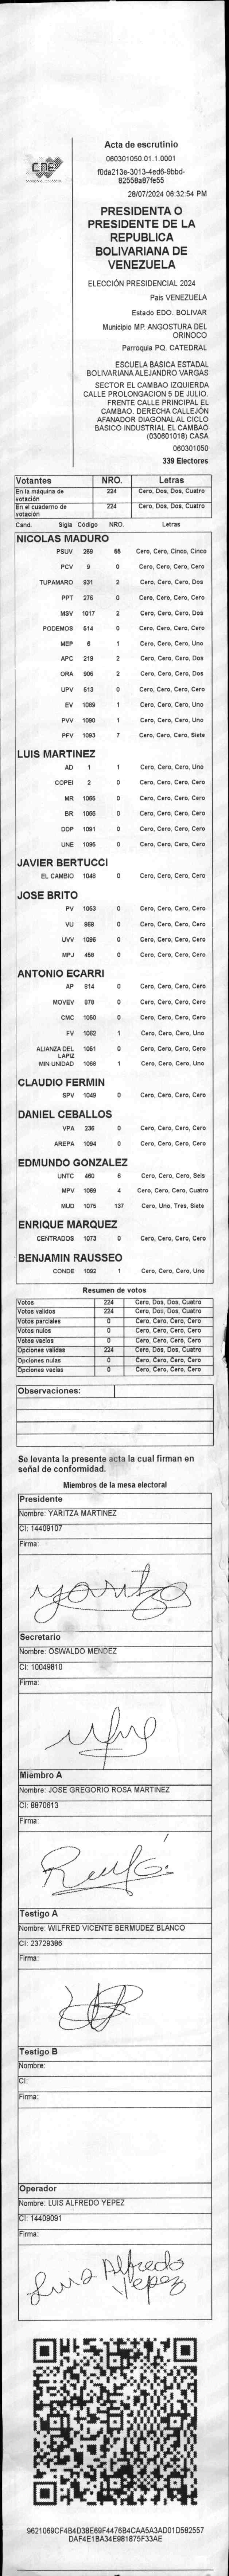 CNE
Acta de escrutinio
060301050.01.1.0001
f0da213e-3013-4ed6-9bbd-
82558a87fe55
28/07/2024 06:32:54 PM
PRESIDENTA O
PRESIDENTE DE LA
REPUBLICA
BOLIVARIANA DE
VENEZUELA
ELECCIÓN PRESIDENCIAL 2024
Pais VENEZUELA
Estado EDO. BOLIVAR
Municipio MP. ANGOSTURA DEL
ORINOCO
Parroquia PQ. CATEDRAL
ESCUELA BASICA ESTADAL
BOLIVARIANA ALEJANDRO VARGAS
SECTOR EL CAMBAO IZQUIERDA
CALLE PROLONGACION 5 DE JULIO.
FRENTE CALLE PRINCIPAL EL
CAMBAO. DERECHA CALLEJÓN
AFANADOR DIAGONAL AL CICLO
BASICO INDUSTRIAL EL CAMBAO
(030601018) CASA
060301050
339 Electores
Votantes NRO. Letras
En la máquina de votación 224 Cero, Dos, Dos, Cuatro
En el cuaderno de votación 224 Cero, Dos, Dos, Cuatro
Cand. Sigla Código NRO. Letras
NICOLAS MADURO
PSUV 269 55 Cero, Cero, Cinco, Cinco
PCV 9 0 Cero, Cero, Cero, Cero
TUPAMARO 931 2 Cero, Cero, Cero, Dos
PPT 276 0 Cero, Cero, Cero, Cero
MSV 1017 2 Cero, Cero, Cero, Dos
PODEMOS 514 0 Cero, Cero, Cero, Cero
MEP 6 1 Cero, Cero, Cero, Uno
APC 219 2 Cero, Cero, Cero, Dos
ORA 906 2 Cero, Cero, Cero, Dos
UPV 513 0 Cero, Cero, Cero, Cero
EV 1089 1 Cero, Cero, Cero, Uno
PVV 1090 1 Cero, Cero, Cero, Uno
PFV 1093 7 Cero, Cero, Cero, Siete
LUIS MARTINEZ
AD 1 1 Cero, Cero, Cero, Uno
COPEI 2 0 Cero, Cero, Cero, Cero
MR 1065 0 Cero, Cero, Cero, Cero
BR 1066 0 Cero, Cero, Cero, Cero
DDP 1091 0 Cero, Cero, Cero, Cero
UNE 1095 0 Cero, Cero, Cero, Cero
JAVIER BERTUCCI
EL CAMBIO 1048 0 Cero, Cero, Cero, Cero
JOSE BRITO
PV 1053 0 Cero, Cero, Cero, Cero
VU 868 0 Cero, Cero, Cero, Cero
UVV 1096 0 Cero, Cero, Cero, Cero
MPJ 458 0 Cero, Cero, Cero, Cero
ANTONIO ECARRI
AP 814 0 Cero, Cero, Cero, Cero
MOVEV 978 0 Cero, Cero, Cero, Cero
CMC 1050 0 Cero, Cero, Cero, Cero
FV 1062 1 Cero, Cero, Cero, Uno
ALIANZA DEL LAPIZ 1051 0 Cero, Cero, Cero, Cero
MIN UNIDAD 1068 1 Cero, Cero, Cero, Uno
CLAUDIO FERMIN
SPV 1049 0 Cero, Cero, Cero, Cero
DANIEL CEBALLOS
VPA 236 0 Cero, Cero, Cero, Cero
AREPA 1094 0 Cero, Cero, Cero, Cero
EDMUNDO GONZALEZ
UNTC 460 6 Cero, Cero, Cero, Seis
MPV 1069 4 Cero, Cero, Cero, Cuatro
MUD 1075 137 Cero, Uno, Tres, Siete
ENRIQUE MARQUEZ
CENTRADOS 1073 0 Cero, Cero, Cero, Cero
BENJAMIN RAUSSEO
CONDE 1092 1 Cero, Cero, Cero, Uno
Resumen de votos
Votos 224 Cero, Dos, Dos, Cuatro
Votos validos 224 Cero, Dos, Dos, Cuatro
Votos parciales 0 Cero, Cero, Cero, Cero
Votos nulos 0 Cero, Cero, Cero, Cero
Votos vacios 0 Cero, Cero, Cero, Cero
Opciones validas 224 Cero, Dos, Dos, Cuatro
Opciones nulas 0 Cero, Cero, Cero, Cero
Opciones vacias 0 Cero, Cero, Cero, Cero
Observaciones:
Se levanta la presente acta la cual firman en
señal de conformidad.
Miembros de la mesa electoral
Presidente
Nombre: YARITZA MARTINEZ
CI: 14409107
Firma:
Secretario
Nombre: OSWALDO MENDEZ
CI: 10049810
Firma:
Miembro A
Nombre: JOSE GREGORIO ROSA MARTINEZ
CI: 8870613
Firma:
Testigo A
Nombre: WILFRED VICENTE BERMUDEZ BLANCO
CI: 23729386
Firma:
Testigo B
Nombre:
CI:
Firma:
Operador
Nombre: LUIS ALFREDO YEPEZ
CI: 14409091
Firma:
Luis Alfredo
Yepez
9621069CF4B4D38E69F4476B4CAA5A3AD01D582557
DAF4E1BA34E981875F33AE